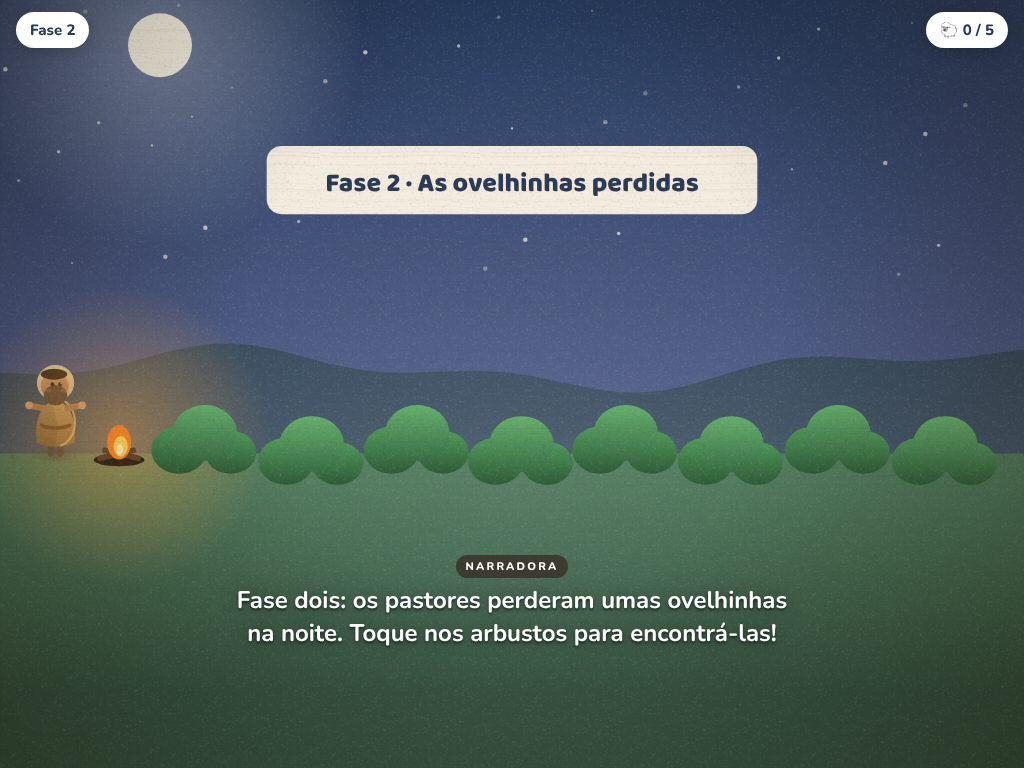 Fase 2
0 / 5
Fase 2 · As ovelhinhas perdidas
NARRADORA
Fase dois: os pastores perderam umas ovelhinhas
na noite. Toque nos arbustos para encontrá-las!